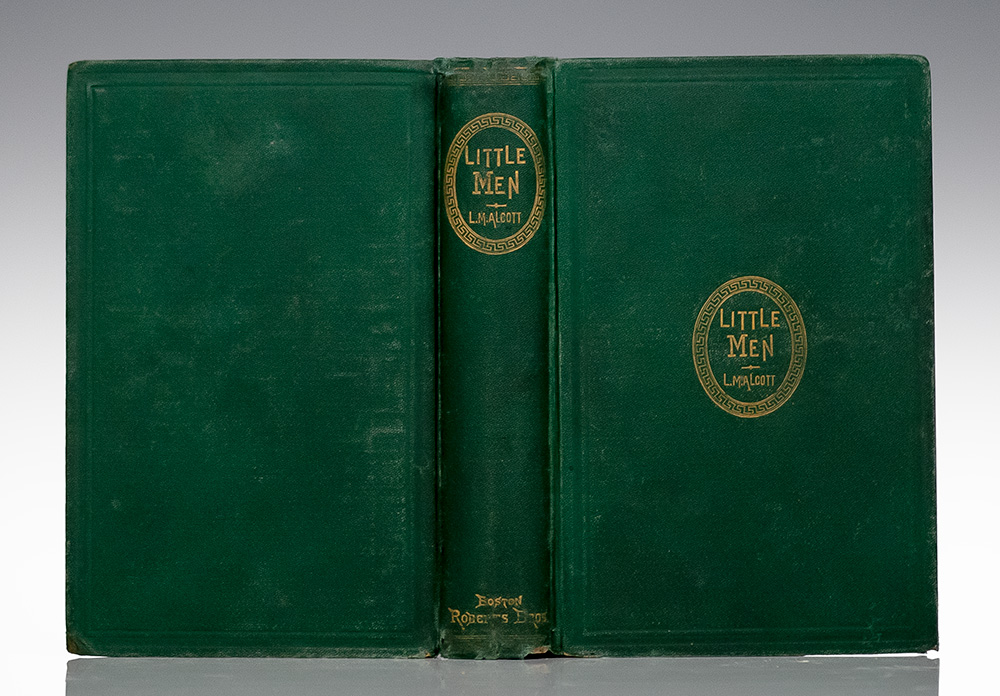 LITTLE
MEN
L.M.ALCOTT
BOSTON
ROBERTS BROS.
LITTLE
MEN
L.M.ALCOTT